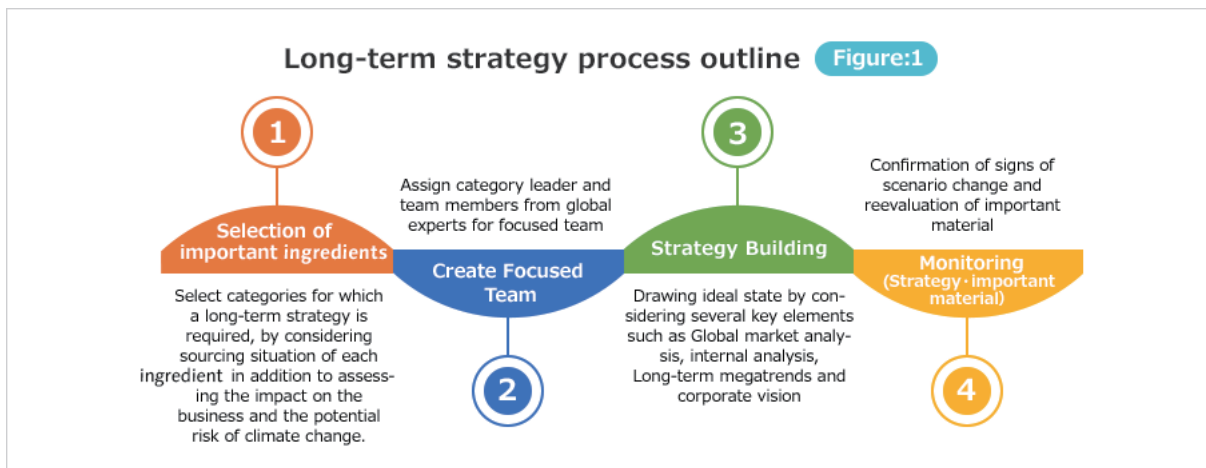 Long-term strategy process outline Figure:1
1
Selection of
important ingredients
Select categories for which
a long-term strategy is
required, by considering
sourcing situation of each
ingredient in addition to assess-
ing the impact on the
business and the potential
risk of climate change.
Assign category leader and
team members from global
experts for focused team
Create Focused
Team
2
3
Strategy Building
Drawing ideal state by con-
sidering several key elements
such as Global market analy-
sis, internal analysis,
Long-term megatrends and
corporate vision
Confirmation of signs of
scenario change and
reevaluation of important
material
Monitoring
(Strategy・important
material)
4